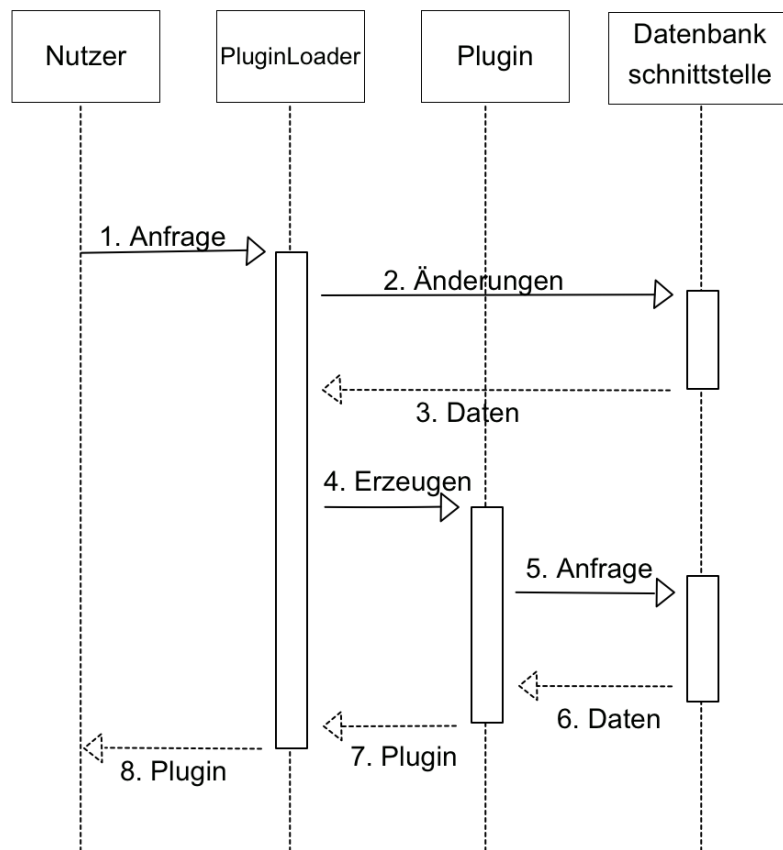 Nutzer
PluginLoader
Plugin
Datenbank
schnittstelle
1. Anfrage
2. Änderungen
3. Daten
4. Erzeugen
5. Anfrage
6. Daten
7. Plugin
8. Plugin